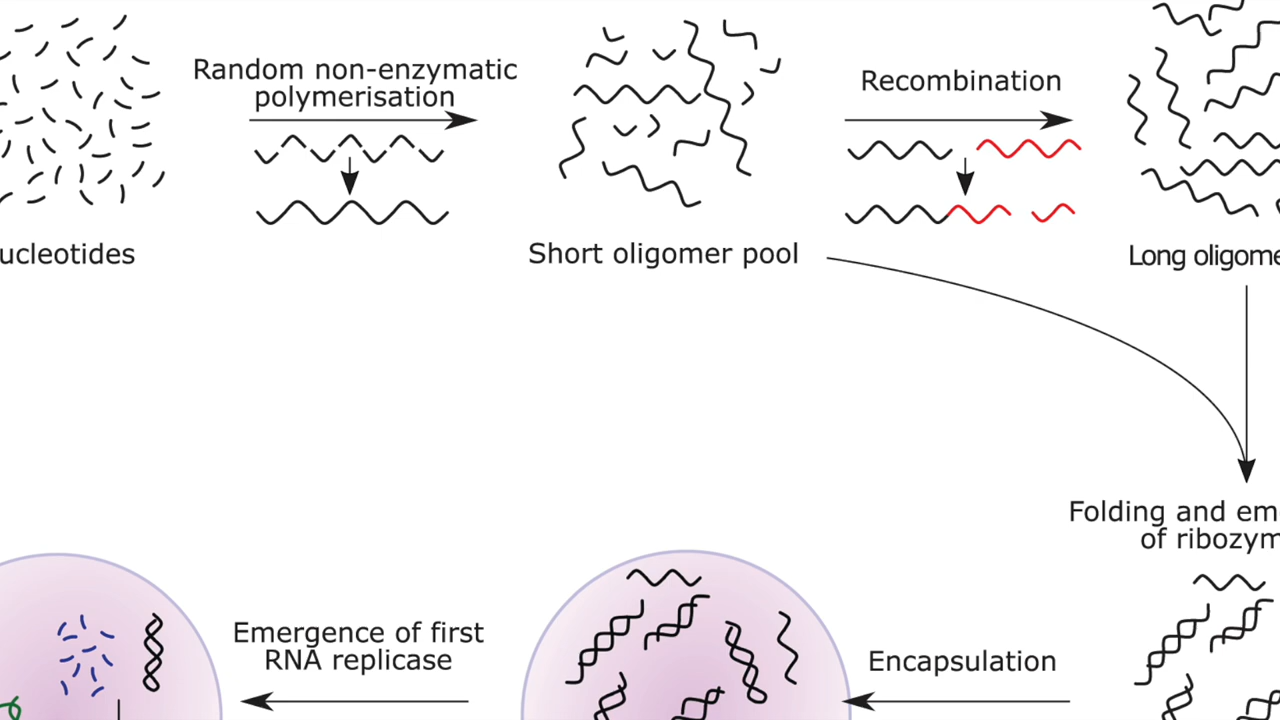 Random non-enzymatic
polymerisation
Recombination
ucleotides
Short oligomer pool
Long oligome
Folding and em
of ribozym
Emergence of first
RNA replicase
Encapsulation